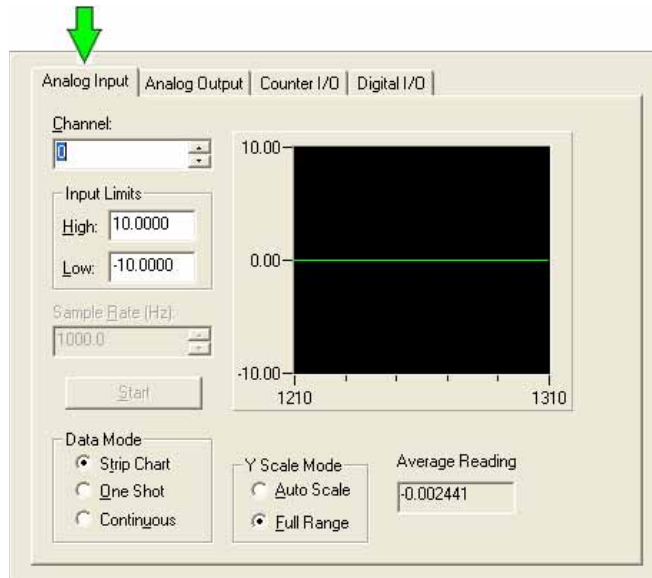 Analog Input
Analog Output
Counter I/O
Digital I/O
Channel:
0
Input Limits
High: 10.0000
Low: -10.0000
Sample Rate (Hz):
1000.0
Start
10.00
0.00
-10.00
1210
1310
Data Mode
Strip Chart
One Shot
Continuous
Y Scale Mode
Auto Scale
Full Range
Average Reading
-0.002441